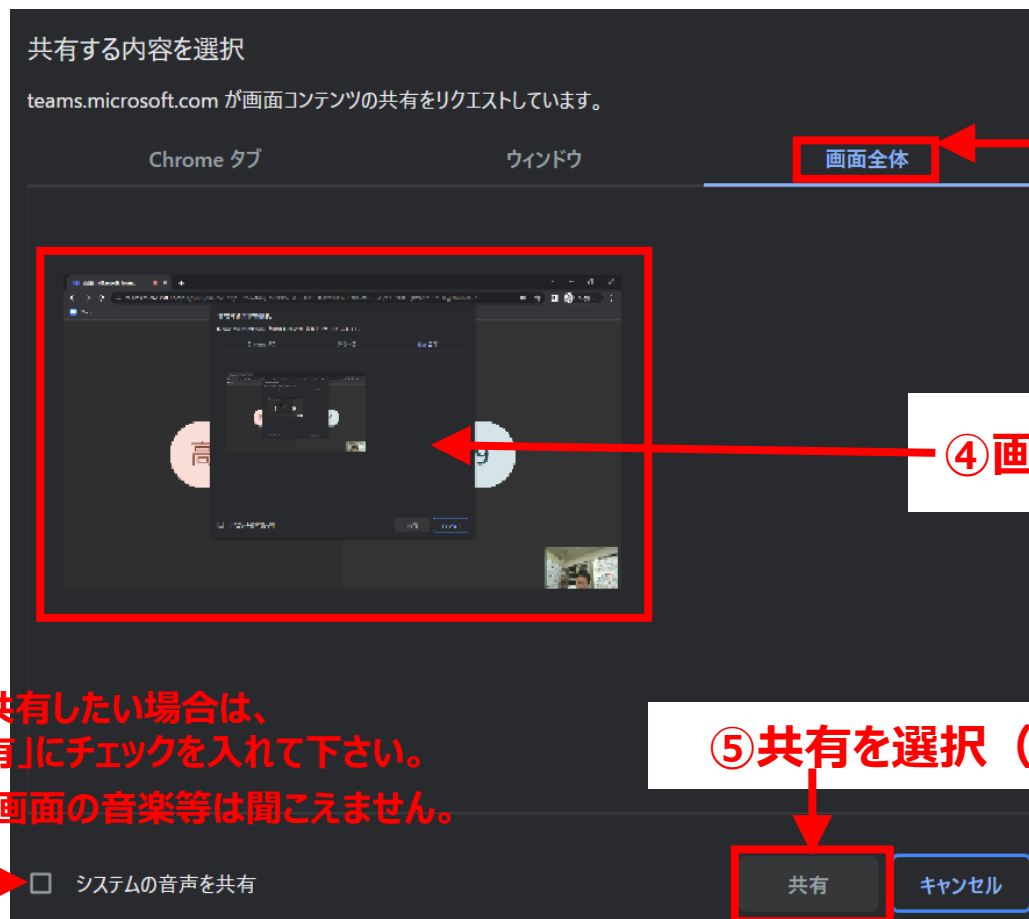 共有する内容を選択
teams.microsoft.com が画面コンテンツの共有をリクエストしています。
Chrome タブ
ウィンドウ
画面全体
高
④画
共有したい場合は、
有」にチェックを入れて下さい。
画面の音楽等は聞こえません。
⑤共有を選択（
システムの音声を共有
共有
キャンセル